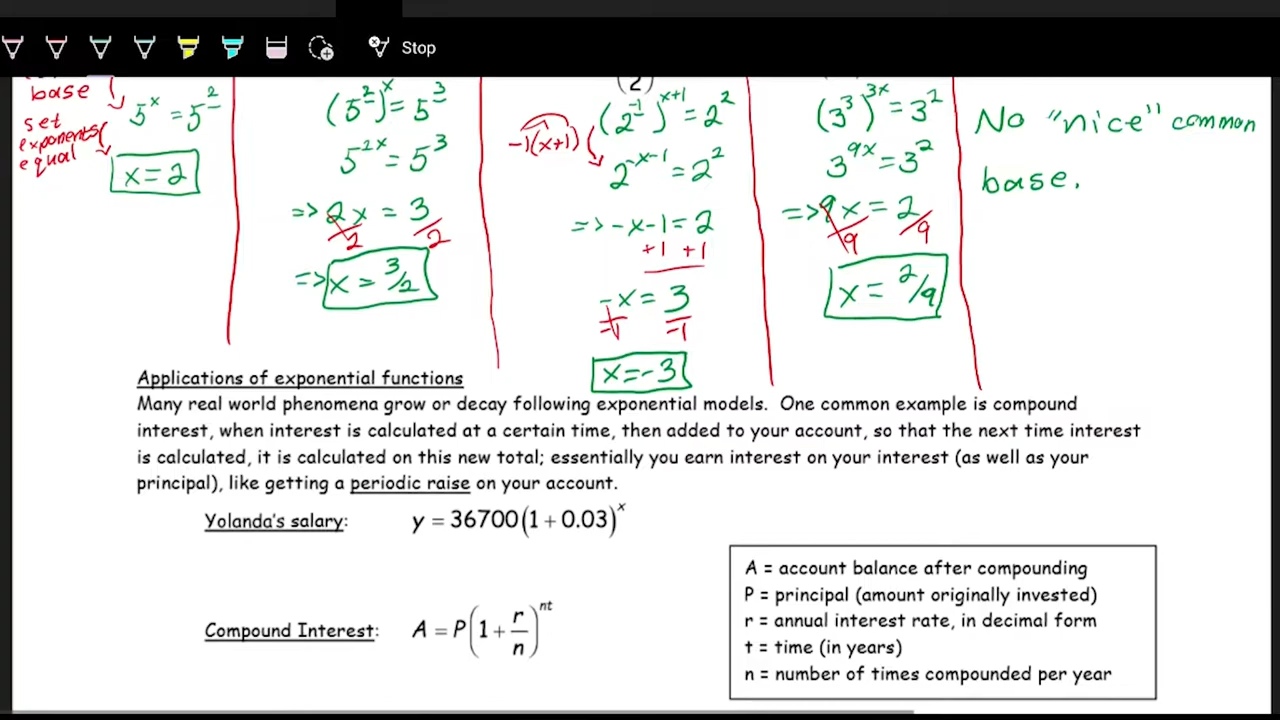 Stop
base
set
exponents
equal
5^x = 5^2
x = 2
(5^2)^x = 5^3
5^2x = 5^3
=> 2x = 3
2 2
=> x = 3/2
2
-1(x+1)
(2^-1)^x+1 = 2^2
2^-x-1 = 2^2
=> -x-1 = 2
+1 +1
-x = 3
-1 -1
x = -3
(3^3)^3x = 3^2
3^9x = 3^2
=> 9x = 2
/9 /9
x = 2/9
No "nice" common
base.
Applications of exponential functions
Many real world phenomena grow or decay following exponential models. One common example is compound
interest, when interest is calculated at a certain time, then added to your account, so that the next time interest
is calculated, it is calculated on this new total; essentially you earn interest on your interest (as well as your
principal), like getting a periodic raise on your account.
Yolanda's salary: y = 36700(1 + 0.03)^x
Compound Interest: A = P(1 + r/n)^nt
A = account balance after compounding
P = principal (amount originally invested)
r = annual interest rate, in decimal form
t = time (in years)
n = number of times compounded per year